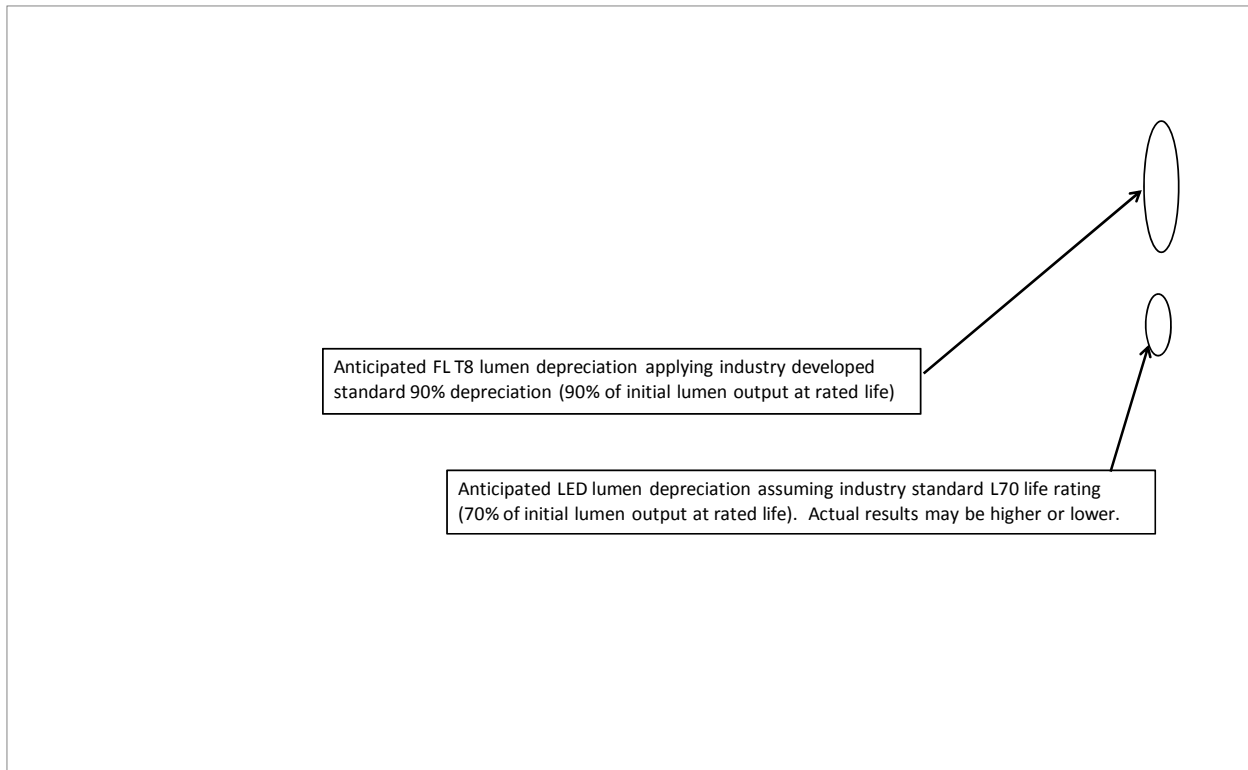 Anticipated FL T8 lumen depreciation applying industry developed
standard 90% depreciation (90% of initial lumen output at rated life)
Anticipated LED lumen depreciation assuming industry standard L70 life rating
(70% of initial lumen output at rated life).  Actual results may be higher or lower.